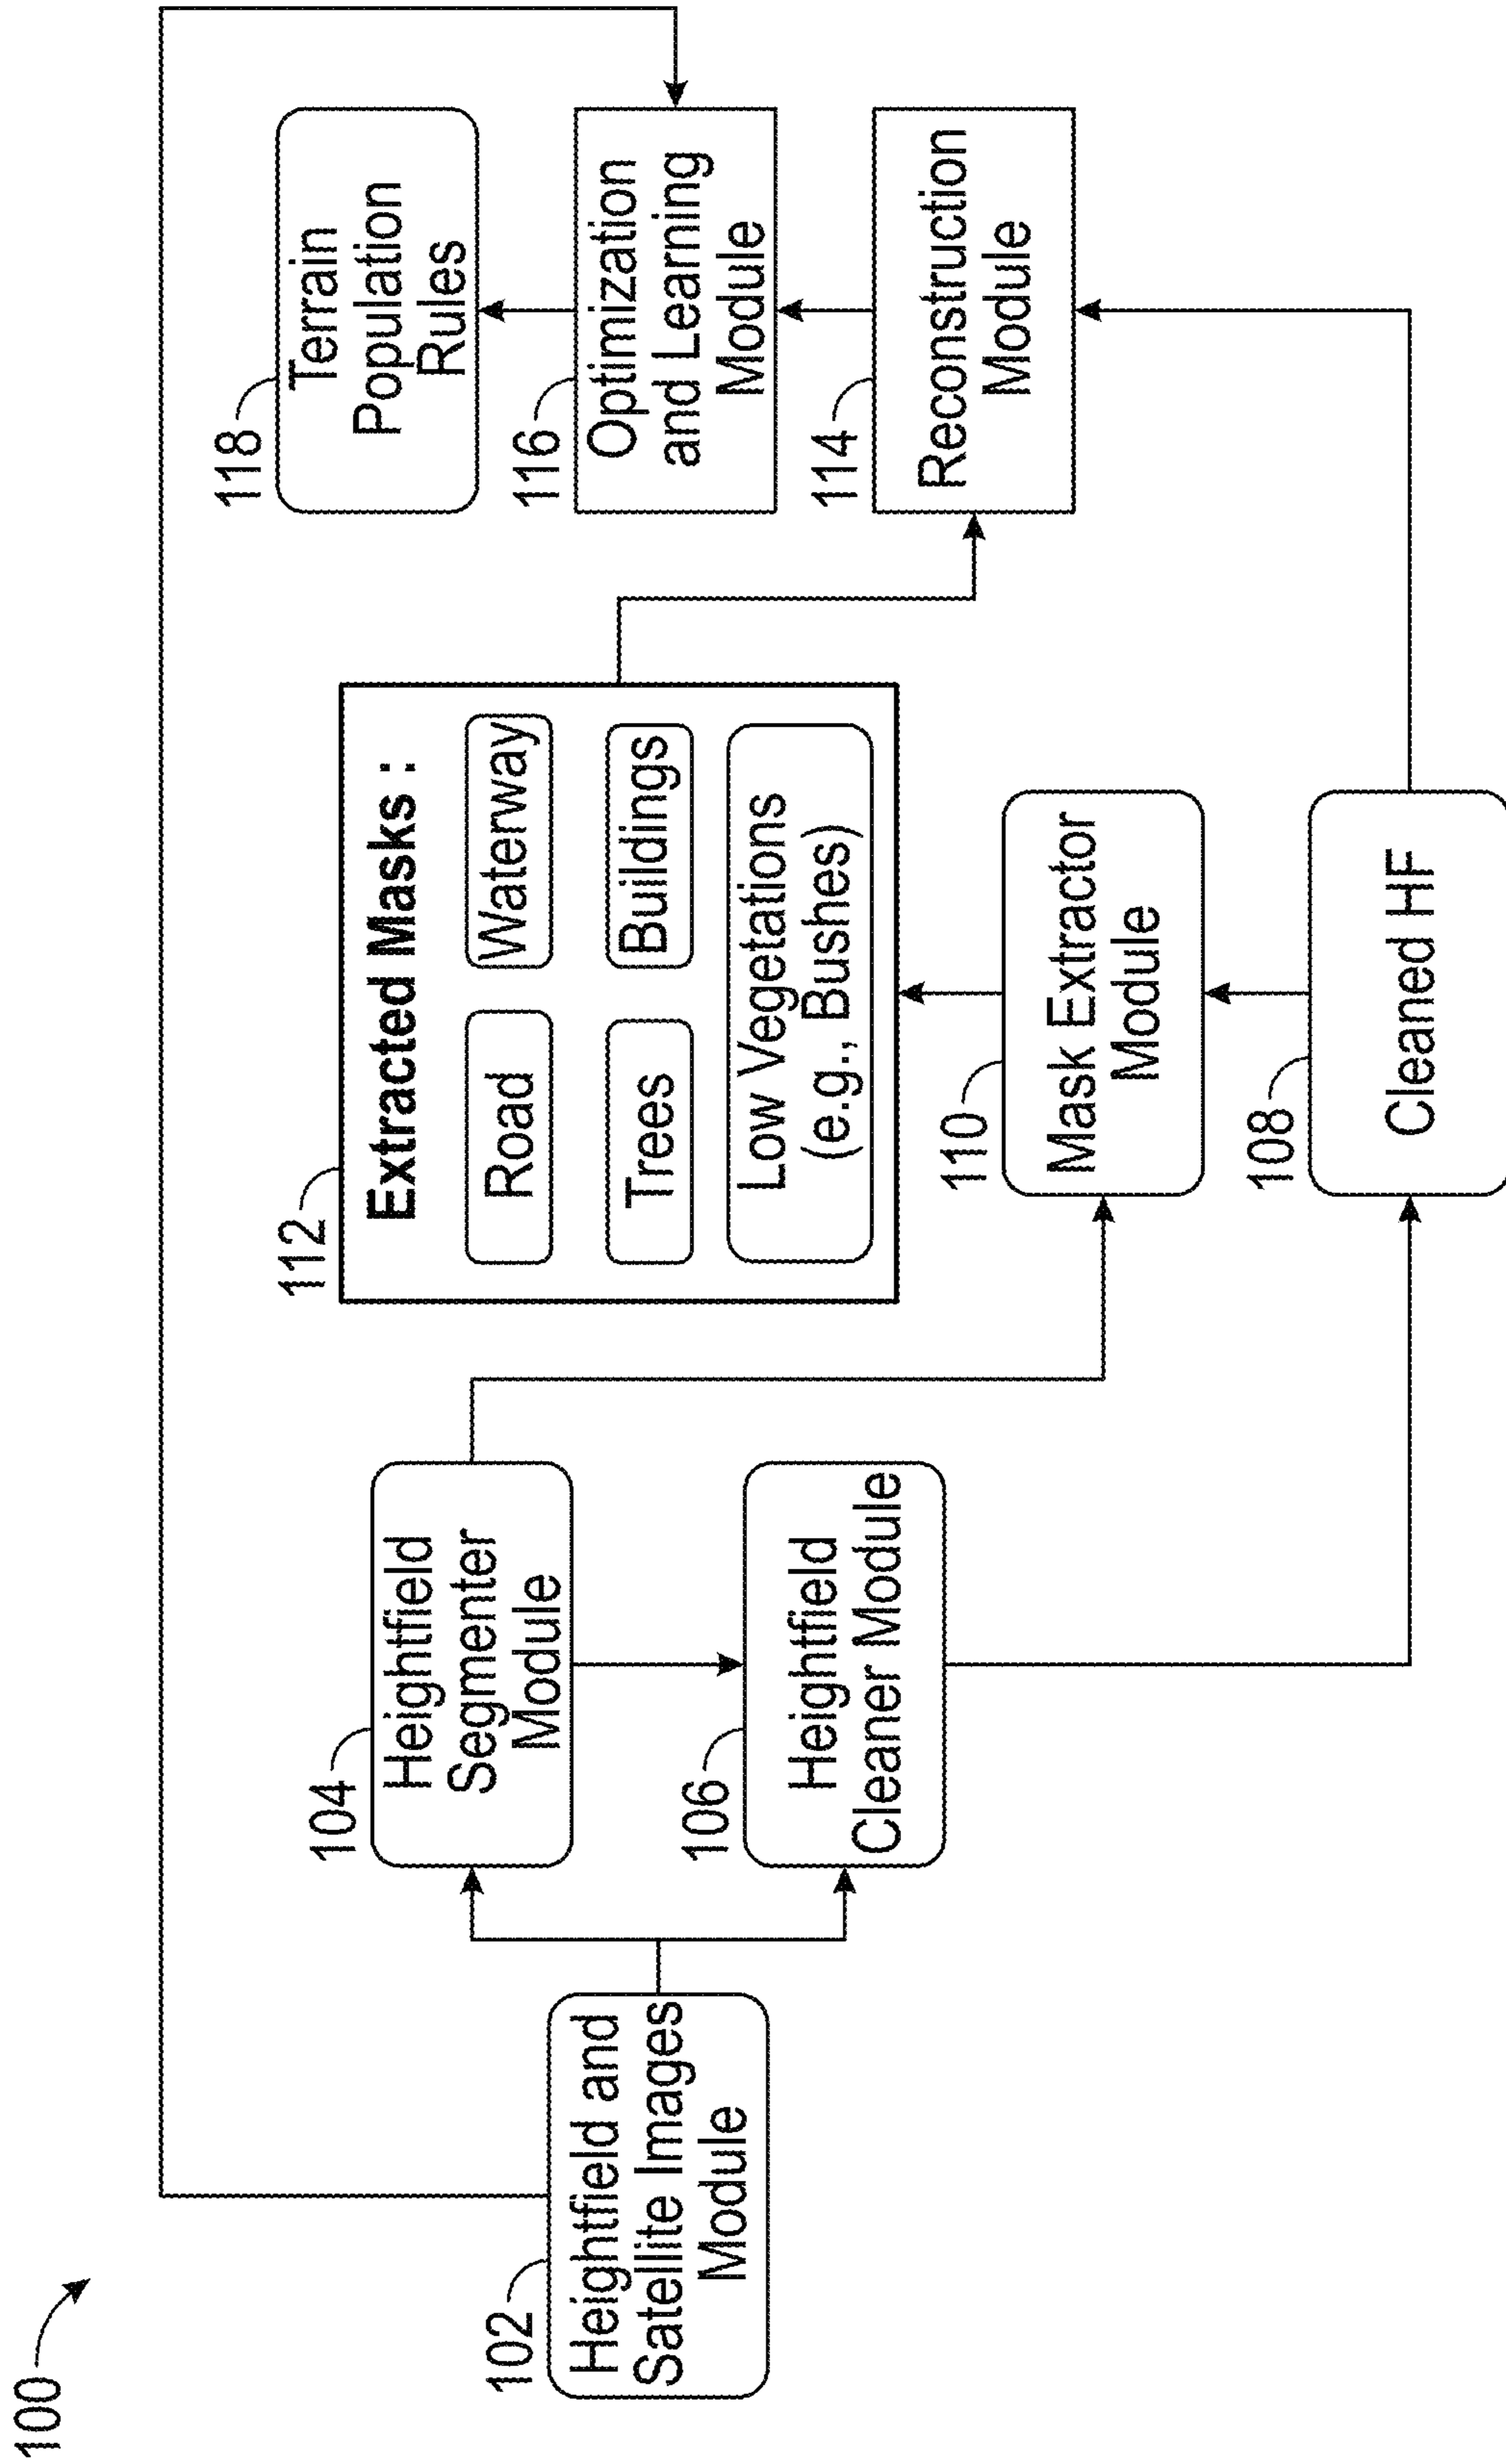 100
102
Heightfield and
Satellite Images
Module
104
Heightfield
Segmenter
Module
106
Heightfield
Cleaner Module
112
Extracted Masks :
Road
Waterway
Trees
Buildings
Low Vegetations
(e.g., Bushes)
110
Mask Extractor
Module
108
Cleaned HF
118
Terrain
Population
Rules
116
Optimization
and Learning
Module
114
Reconstruction
Module